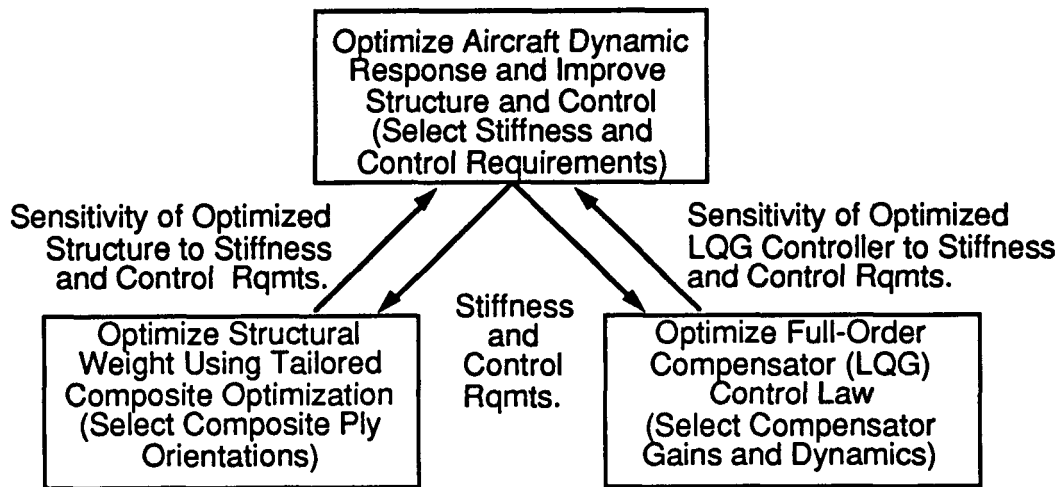 Optimize Aircraft Dynamic
Response and Improve
Structure and Control
(Select Stiffness and
Control Requirements)
Sensitivity of Optimized
Structure to Stiffness
and Control Rqmts.
Sensitivity of Optimized
LQG Controller to Stiffness
and Control Rqmts.
Stiffness
and
Control
Rqmts.
Optimize Structural
Weight Using Tailored
Composite Optimization
(Select Composite Ply
Orientations)
Optimize Full-Order
Compensator (LQG)
Control Law
(Select Compensator
Gains and Dynamics)